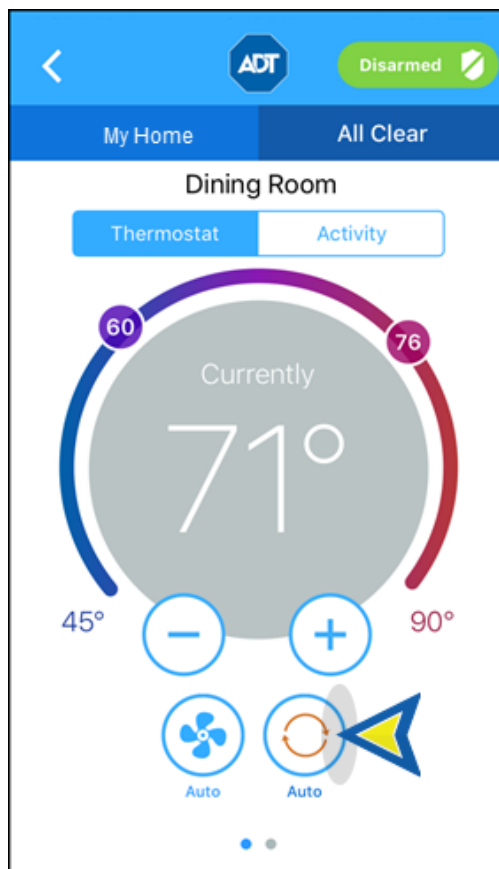 ADT
Disarmed
My Home
All Clear
Dining Room
Thermostat
Activity
60
76
Currently
71°
45°
90°
Auto
Auto